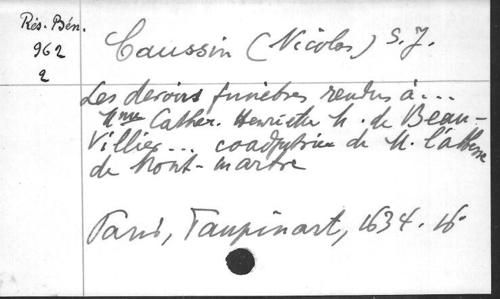 Rés. Bén.
962
2
Caussin (Nicolas) S.J.
Les devoirs funèbres rendus à...
Mme Cather. Henriette M. de Beau-
Villier... coadjutrice de M. l'abbesse
de Mont-martre
Paris, Taupinart, 1634. 16°